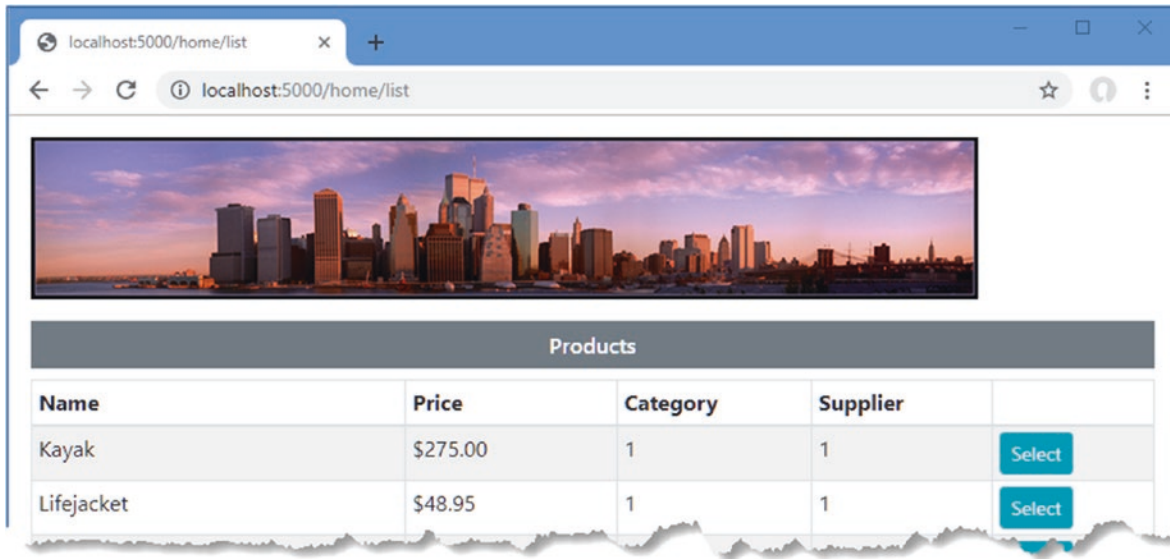 localhost:5000/home/list
localhost:5000/home/list
Products
Name Price Category Supplier
Kayak $275.00 1 1 Select
Lifejacket $48.95 1 1 Select